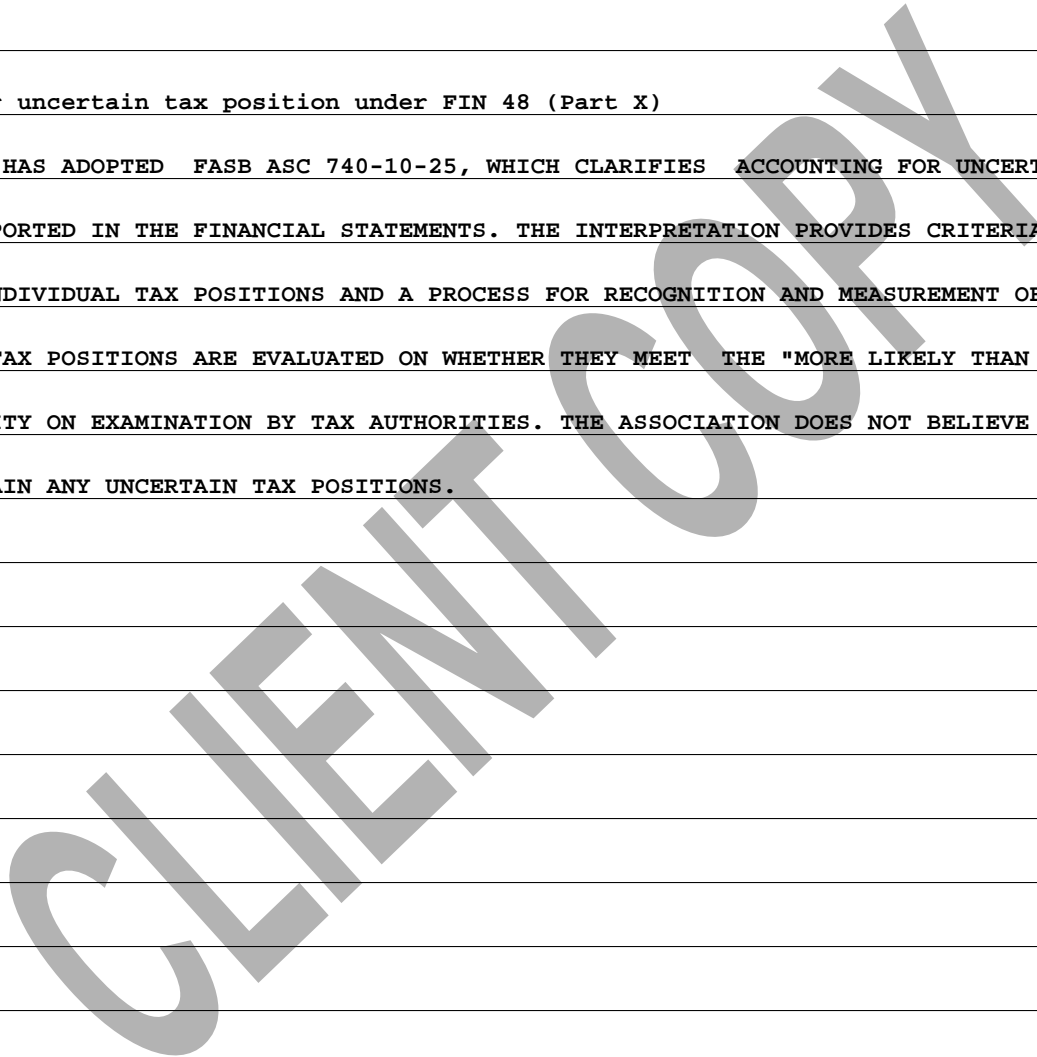 uncertain tax position under FIN 48 (Part X)
HAS ADOPTED  FASB ASC 740-10-25, WHICH CLARIFIES  ACCOUNTING FOR UNCERT
PORTED IN THE FINANCIAL STATEMENTS. THE INTERPRETATION PROVIDES CRITERIA
NDIVIDUAL TAX POSITIONS AND A PROCESS FOR RECOGNITION AND MEASUREMENT OF
TAX POSITIONS ARE EVALUATED ON WHETHER THEY MEET  THE "MORE LIKELY THAN
ITY ON EXAMINATION BY TAX AUTHORITIES. THE ASSOCIATION DOES NOT BELIEVE
AIN ANY UNCERTAIN TAX POSITIONS.
CLIENT COPY